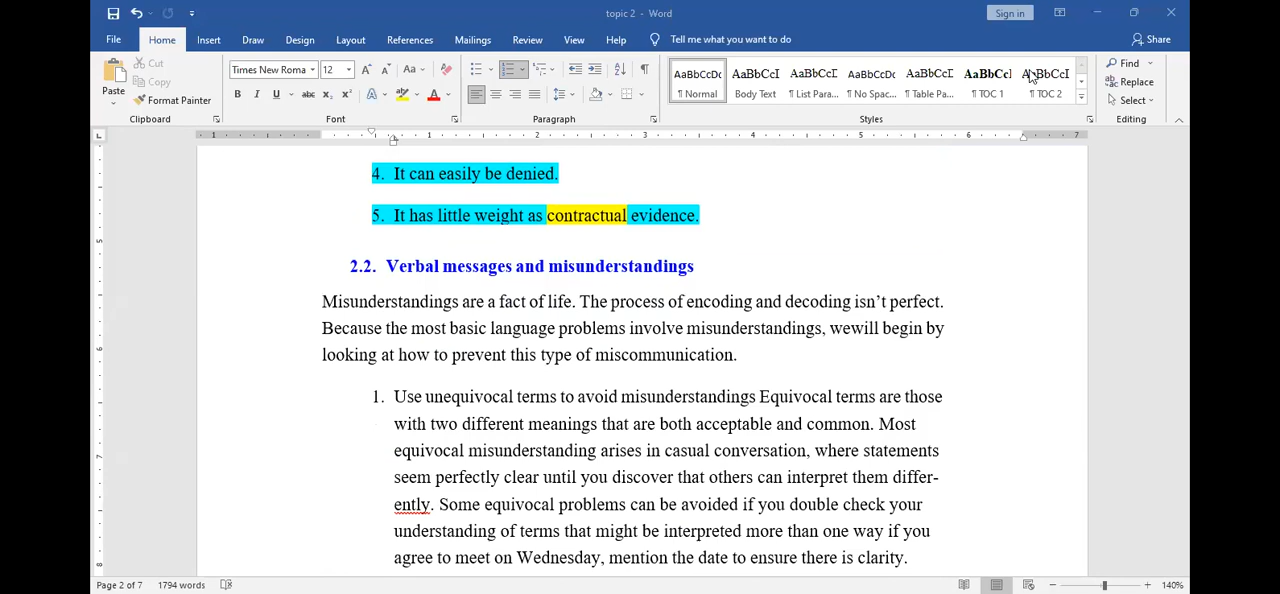 topic 2 - Word
Sign in
File Home Insert Draw Design Layout References Mailings Review View Help Tell me what you want to do Share
Paste
Cut
Copy
Format Painter
Clipboard
Times New Roma 12
Font
Paragraph
AaBbCcDc AaBbCcI AaBbCcI AaBbCcD AaBbCcD AaBbCcI AaBbCcI
¶ Normal Body Text ¶ List Para... ¶ No Spac... ¶ Table Pa... ¶ TOC 1 ¶ TOC 2
Styles
Find
Replace
Select
Editing
1 1 2 3 4 5 6 7
4. It can easily be denied.
5. It has little weight as contractual evidence.
2.2. Verbal messages and misunderstandings
Misunderstandings are a fact of life. The process of encoding and decoding isn't perfect.
Because the most basic language problems involve misunderstandings, wewill begin by
looking at how to prevent this type of miscommunication.
1. Use unequivocal terms to avoid misunderstandings Equivocal terms are those
with two different meanings that are both acceptable and common. Most
equivocal misunderstanding arises in casual conversation, where statements
seem perfectly clear until you discover that others can interpret them differ-
ently. Some equivocal problems can be avoided if you double check your
understanding of terms that might be interpreted more than one way if you
agree to meet on Wednesday, mention the date to ensure there is clarity.
Page 2 of 7 1794 words 140%